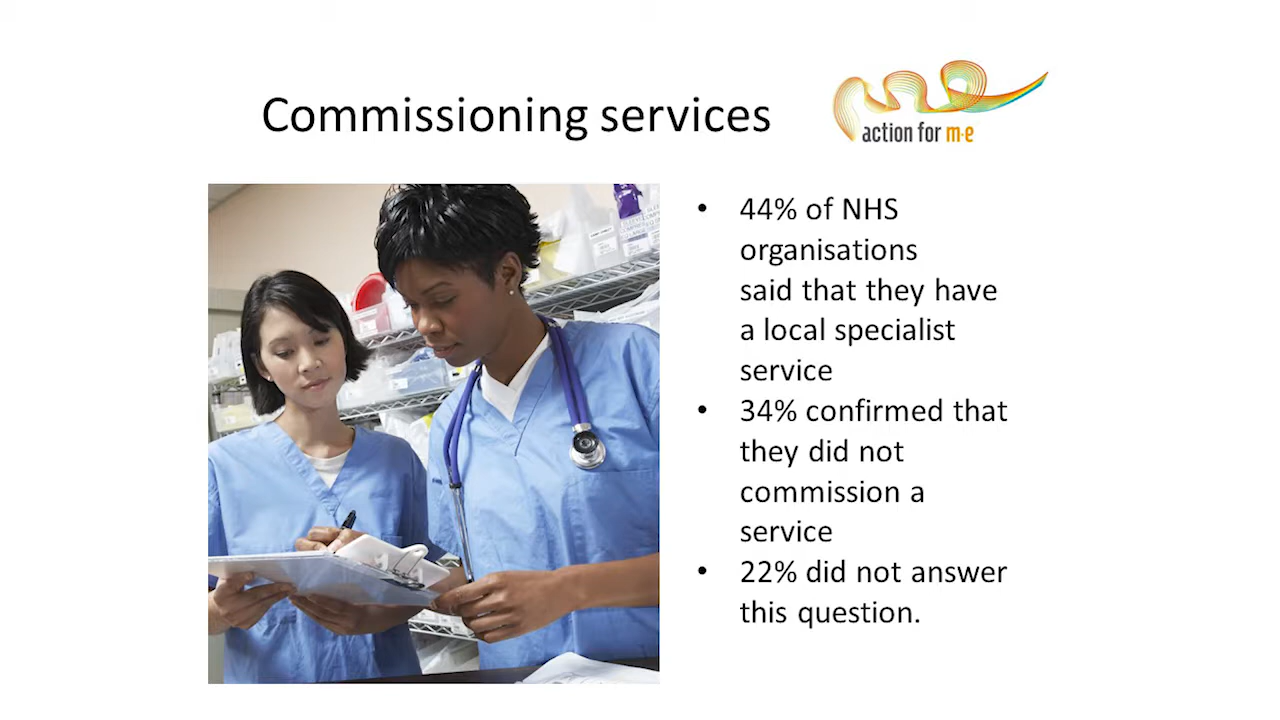 Commissioning services
action for m·e
• 44% of NHS
organisations
said that they have
a local specialist
service
• 34% confirmed that
they did not
commission a
service
• 22% did not answer
this question.